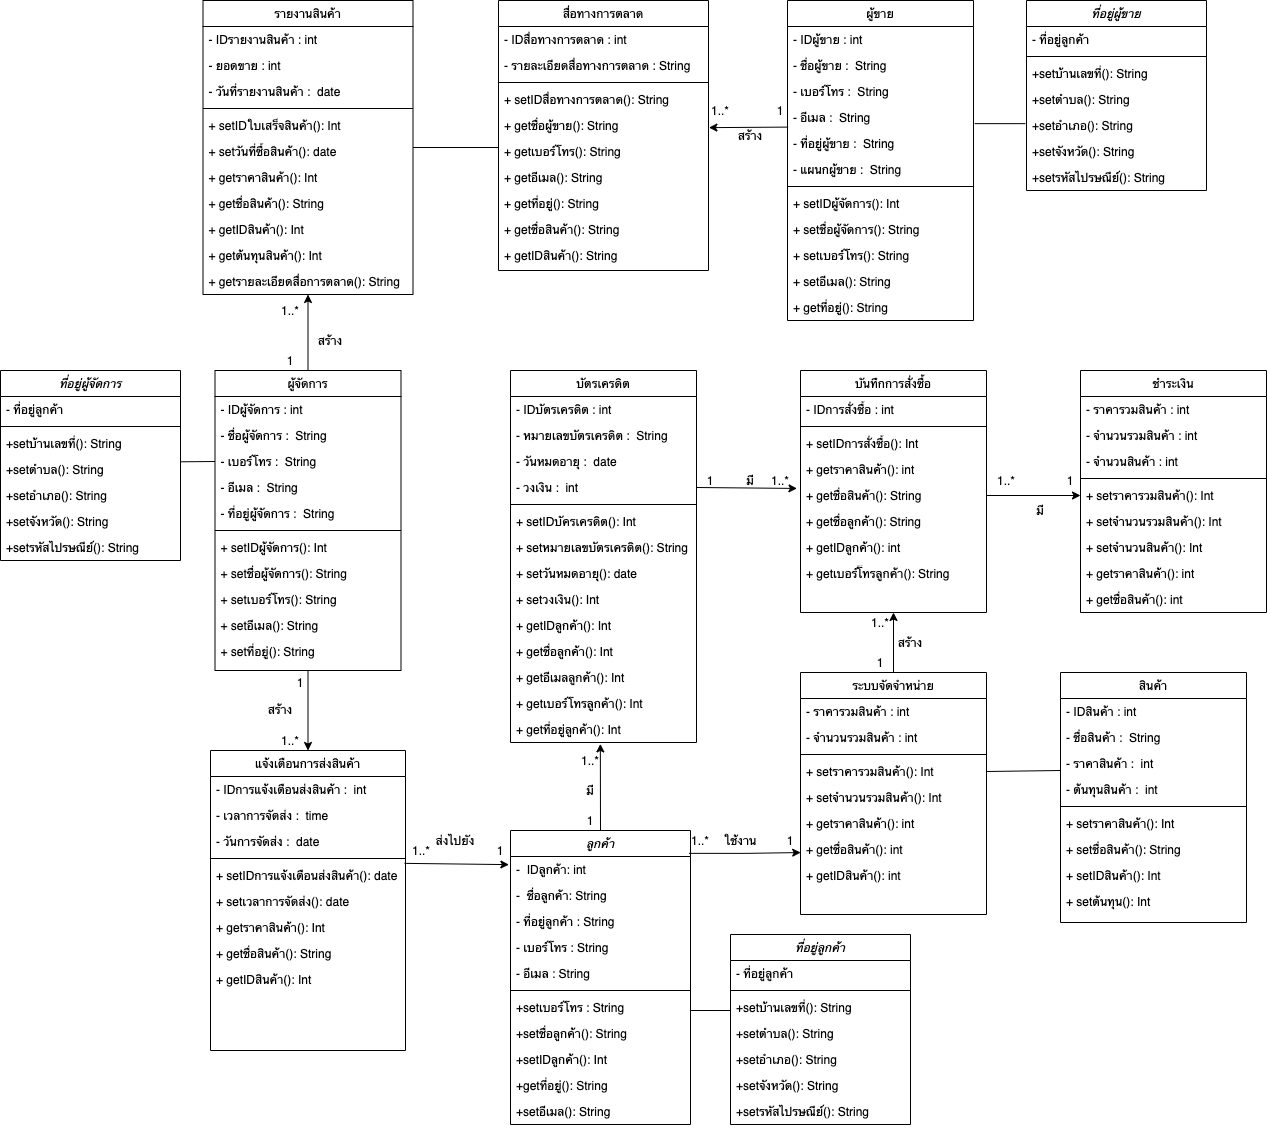 รายงานสินค้า
- IDรายงานสินค้า : int
- ยอดขาย : int
- วันที่รายงานสินค้า : date
+ setIDใบเสร็จสินค้า(): Int
+ setวันที่ซื้อสินค้า(): date
+ getราคาสินค้า(): Int
+ getชื่อสินค้า(): String
+ getIDสินค้า(): Int
+ getต้นทุนสินค้า(): Int
+ getรายละเอียดสื่อการตลาด(): String
สื่อทางการตลาด
- IDสื่อทางการตลาด : int
- รายละเอียดสื่อทางการตลาด : String
+ setIDสื่อทางการตลาด(): String
+ getชื่อผู้ขาย(): String
+ getเบอร์โทร(): String
+ getอีเมล(): String
+ getที่อยู่(): String
+ getชื่อสินค้า(): String
+ getIDสินค้า(): String
1..*
1
สร้าง
ผู้ขาย
- IDผู้ขาย : int
- ชื่อผู้ขาย : String
- เบอร์โทร : String
- อีเมล : String
- ที่อยู่ผู้ขาย : String
- แผนกผู้ขาย : String
+ setIDผู้จัดการ(): Int
+ setชื่อผู้จัดการ(): String
+ setเบอร์โทร(): String
+ setอีเมล(): String
+ getที่อยู่(): String
ที่อยู่ผู้ขาย
- ที่อยู่ลูกค้า
+setบ้านเลขที่(): String
+setตำบล(): String
+setอำเภอ(): String
+setจังหวัด(): String
+setรหัสไปรษณีย์(): String
1..*
สร้าง
1
ที่อยู่ผู้จัดการ
- ที่อยู่ลูกค้า
+setบ้านเลขที่(): String
+setตำบล(): String
+setอำเภอ(): String
+setจังหวัด(): String
+setรหัสไปรษณีย์(): String
ผู้จัดการ
- IDผู้จัดการ : int
- ชื่อผู้จัดการ : String
- เบอร์โทร : String
- อีเมล : String
- ที่อยู่ผู้จัดการ : String
+ setIDผู้จัดการ(): Int
+ setชื่อผู้จัดการ(): String
+ setเบอร์โทร(): String
+ setอีเมล(): String
+ setที่อยู่(): String
บัตรเครดิต
- IDบัตรเครดิต : int
- หมายเลขบัตรเครดิต : String
- วันหมดอายุ : date
- วงเงิน : int
+ setIDบัครเครดิต(): Int
+ setหมายเลขบัตรเครดิต(): String
+ setวันหมดอายุ(): date
+ setวงเงิน(): Int
+ getIDลูกค้า(): Int
+ getชื่อลูกค้า(): Int
+ getอีเมลลูกค้า(): Int
+ getเบอร์โทรลูกค้า(): Int
+ getที่อยู่ลูกค้า(): Int
1
มี
1..*
บันทึกการสั่งซื้อ
- IDการสั่งซื้อ : int
+ setIDการสั่งซื้อ(): Int
+ getราคาสินค้า(): int
+ getชื่อสินค้า(): String
+ getชื่อลูกค้า(): String
+ getIDลูกค้า(): int
+ getเบอร์โทรลูกค้า(): String
1..*
1
มี
ชำระเงิน
- ราคารวมสินค้า : int
- จำนวนรวมสินค้า : int
- จำนวนสินค้า : int
+ setราคารวมสินค้า(): Int
+ setจำนวนรวมสินค้า(): Int
+ setจำนวนสินค้า(): Int
+ getราคาสินค้า(): int
+ getชื่อสินค้า(): int
1..*
สร้าง
1
1
สร้าง
1..*
ระบบจัดจำหน่าย
- ราคารวมสินค้า : int
- จำนวนรวมสินค้า : int
+ setราคารวมสินค้า(): Int
+ setจำนวนรวมสินค้า(): Int
+ getราคาสินค้า(): int
+ getชื่อสินค้า(): int
+ getIDสินค้า(): int
สินค้า
- IDสินค้า : int
- ชื่อสินค้า : String
- ราคาสินค้า : int
- ต้นทุนสินค้า : int
+ setราคาสินค้า(): Int
+ setชื่อสินค้า(): String
+ setIDสินค้า(): Int
+ setต้นทุน(): Int
แจ้งเตือนการส่งสินค้า
- IDการแจ้งเตือนส่งสินค้า : int
- เวลาการจัดส่ง : time
- วันการจัดส่ง : date
+ setIDการแจ้งเตือนส่งสินค้า(): date
+ setเวลาการจัดส่ง(): date
+ getราคาสินค้า(): Int
+ getชื่อสินค้า(): String
+ getIDสินค้า(): Int
1..*
มี
1
1..*
ส่งไปยัง
1
1..*
ใช้งาน
1
ลูกค้า
- IDลูกค้า: int
- ชื่อลูกค้า: String
- ที่อยู่ลูกค้า : String
- เบอร์โทร : String
- อีเมล : String
+setเบอร์โทร : String
+setชื่อลูกค้า(): String
+setIDลูกค้า(): Int
+getที่อยู่(): String
+setอีเมล(): String
ที่อยู่ลูกค้า
- ที่อยู่ลูกค้า
+setบ้านเลขที่(): String
+setตำบล(): String
+setอำเภอ(): String
+setจังหวัด(): String
+setรหัสไปรษณีย์(): String